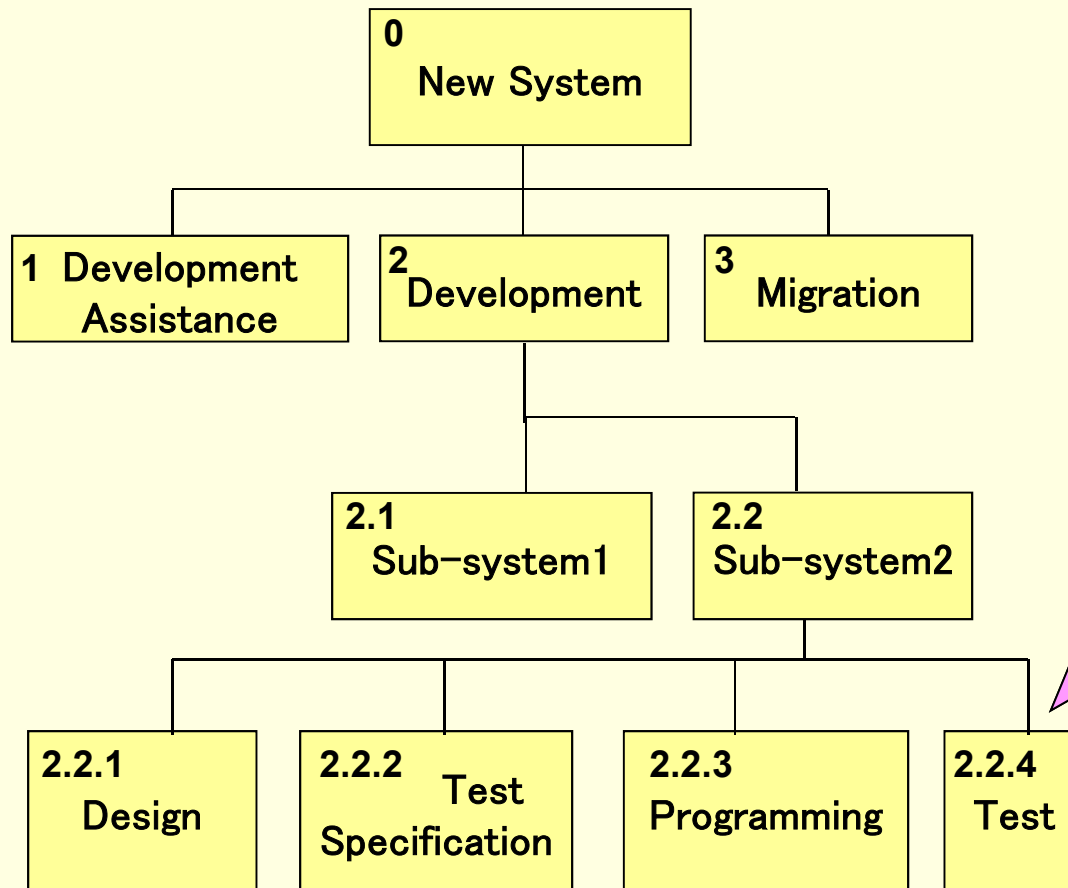 0
New System
1 Development
Assistance
2
Development
3
Migration
2.1
Sub-system1
2.2
Sub-system2
2.2.1
Design
2.2.2
Test
Specification
2.2.3
Programming
2.2.4
Test